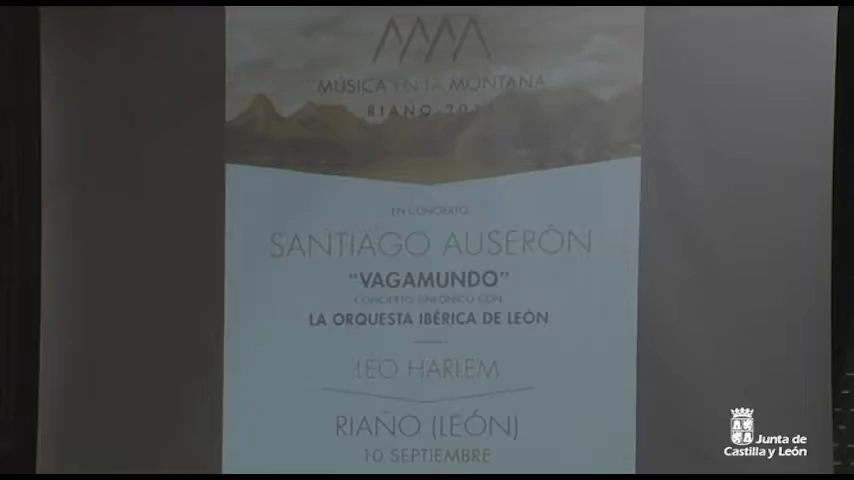 MÚSICA EN LA MONTAÑA
RIAÑO
EN CONCIERTO
SANTIAGO AUSERÓN
“VAGAMUNDO”
CONCIERTO SINFÓNICO CON
LA ORQUESTA IBÉRICA DE LEÓN
LEO HARLEM
RIAÑO (LEÓN)
10 SEPTIEMBRE
Junta de
Castilla y León